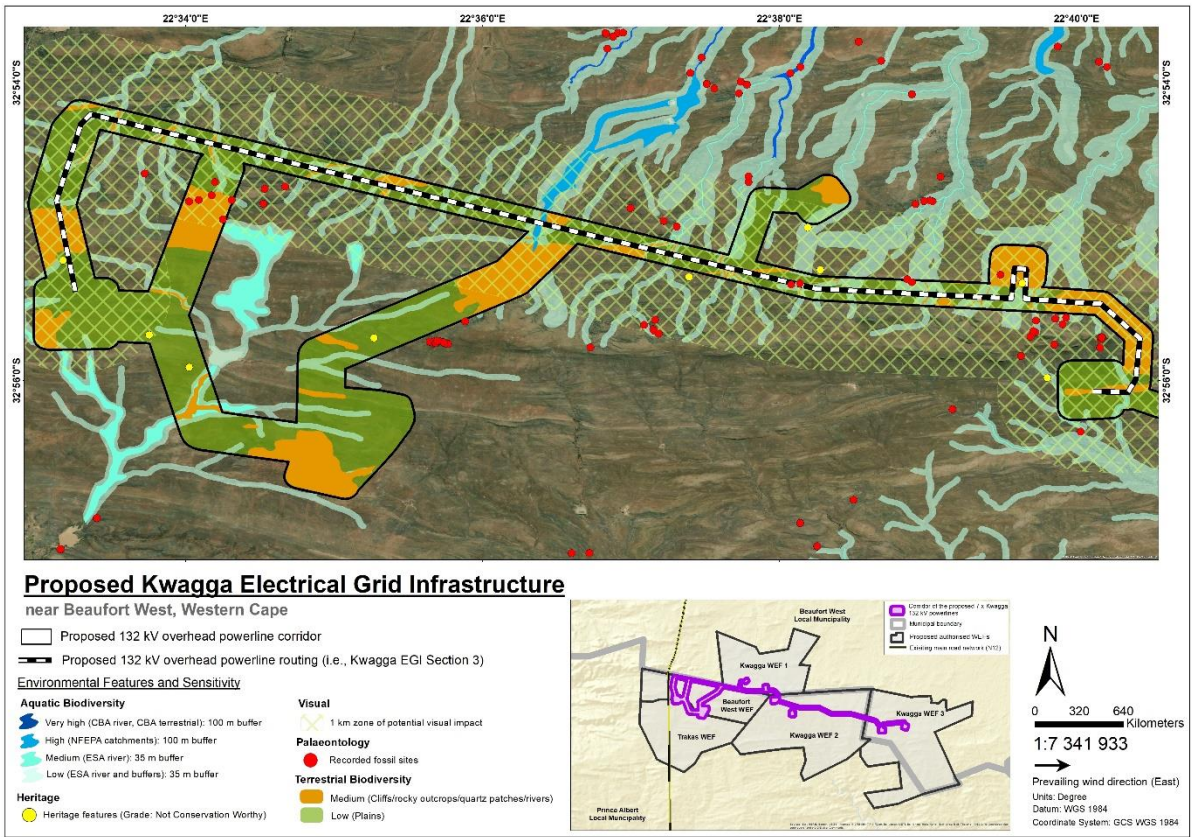 22°34'0"E 22°36'0"E 22°38'0"E 22°40'0"E
32°54'0"S 32°54'0"S
32°56'0"S 32°56'0"S
Proposed Kwagga Electrical Grid Infrastructure
near Beaufort West, Western Cape
Proposed 132 kV overhead powerline corridor
Proposed 132 kV overhead powerline routing (i.e., Kwagga EGI Section 3)
Environmental Features and Sensitivity
Aquatic Biodiversity
Very high (CBA river, CBA terrestrial): 100 m buffer
High (NFEPA catchments): 100 m buffer
Medium (ESA river): 35 m buffer
Low (ESA river and buffers): 35 m buffer
Heritage
Heritage features (Grade: Not Conservation Worthy)
Visual
1 km zone of potential visual impact
Palaeontology
Recorded fossil sites
Terrestrial Biodiversity
Medium (Cliffs/rocky outcrops/quartz patches/rivers)
Low (Plains)
Beaufort West
Local Municipality
Corridor of the proposed 7 x Kwagga
132 kV powerlines
Municipal boundary
Proposed authorised WEFs
Existing main road network (N12)
Kwagga WEF 1
Beaufort
West WEF
Kwagga WEF 3
Trakas WEF
Kwagga WEF 2
Prince Albert
Local Municipality
N
0 320 640
Kilometers
1:7 341 933
Prevailing wind direction (East)
Units: Degree
Datum: WGS 1984
Coordinate System: GCS WGS 1984